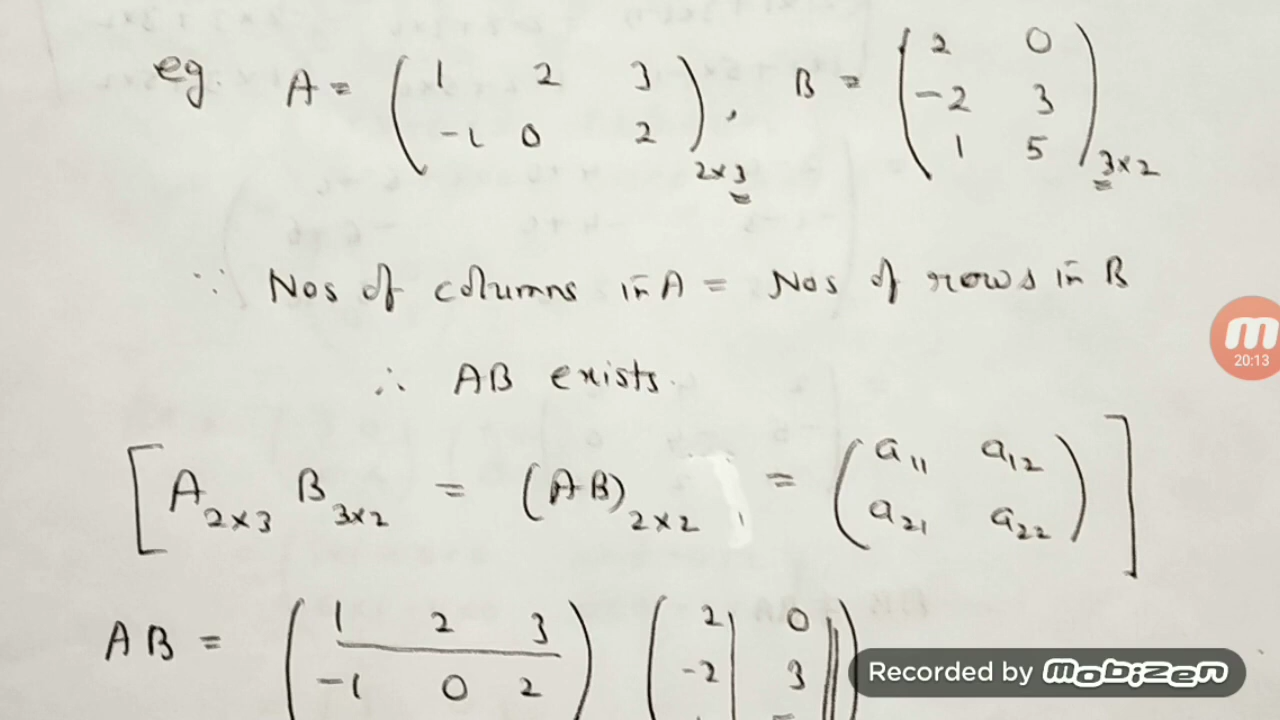 eg. A = ( 1 2 3 ) , B = ( 2 0 )
( -1 0 2 ) 2×3 ( -2 3 )
( 1 5 ) 3×2
∵ Nos of columns in A = Nos of rows in B
∴ AB exists.
[ A 2×3 B 3×2 = (AB) 2×2 = ( a11 a12 )
( a21 a22 ) ]
AB = ( 1 2 3 ) ( 2 0 )
( -1 0 2 ) ( -2 3 )
20:13
Recorded by Mobizen